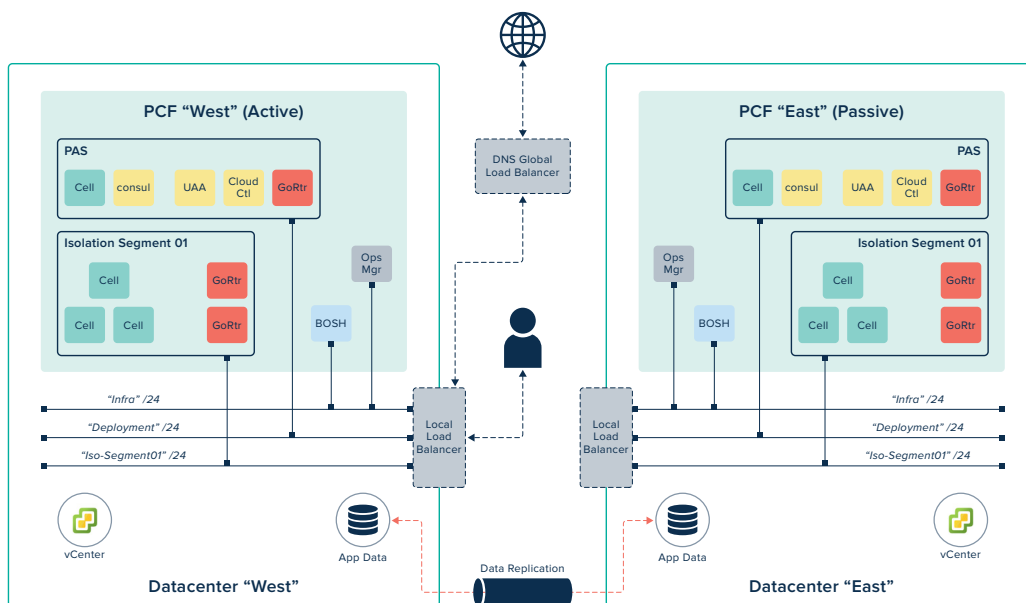 PCF “West” (Active)
PAS
Cell
consul
UAA
Cloud
Ctl
GoRtr
Isolation Segment 01
Cell
GoRtr
Cell
Cell
GoRtr
Ops
Mgr
BOSH
“Infra” /24
“Deployment” /24
“Iso-Segment01” /24
Local
Load
Balancer
vCenter
App Data
Datacenter “West”
DNS Global
Load Balancer
Data Replication
PCF “East” (Passive)
PAS
Cell
consul
UAA
Cloud
Ctl
GoRtr
Isolation Segment 01
Cell
GoRtr
Cell
Cell
GoRtr
Ops
Mgr
BOSH
“Infra” /24
“Deployment” /24
“Iso-Segment01” /24
Local
Load
Balancer
App Data
vCenter
Datacenter “East”